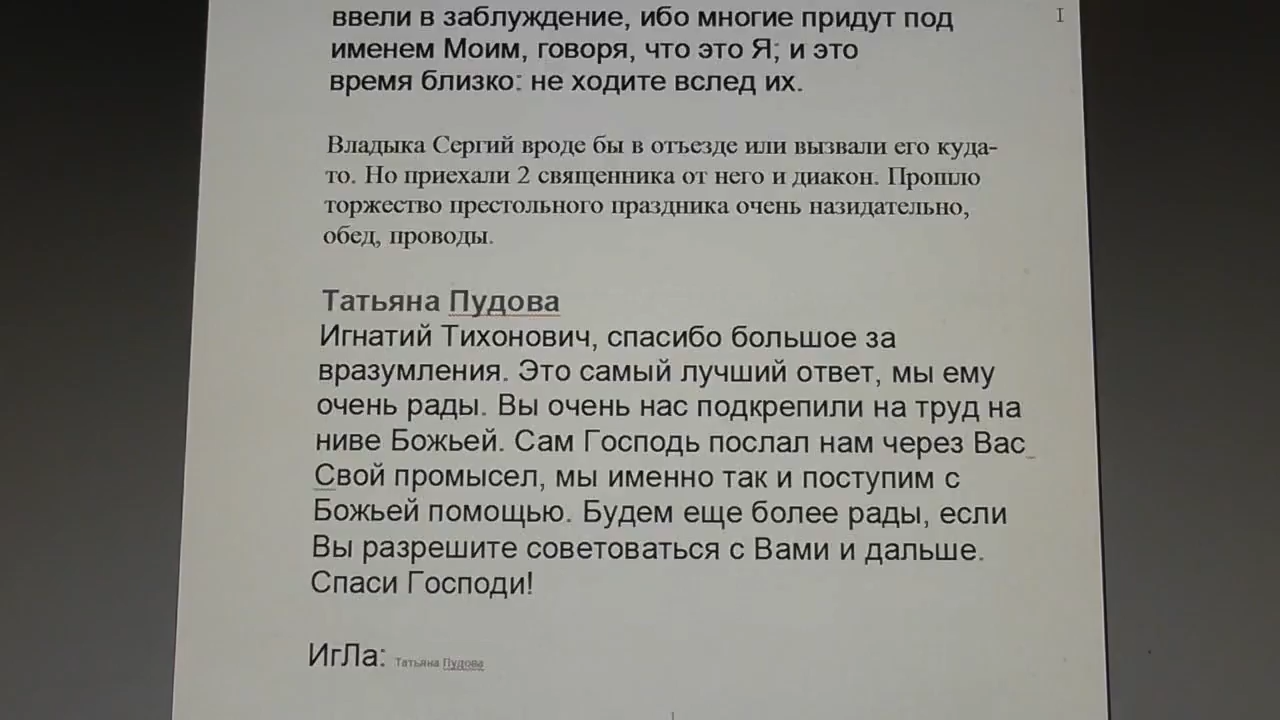 ввели в заблуждение, ибо многие придут под
именем Моим, говоря, что это Я; и это
время близко: не ходите вслед их.
Владыка Сергий вроде бы в отъезде или вызвали его куда-
то. Но приехали 2 священника от него и диакон. Прошло
торжество престольного праздника очень назидательно,
обед, проводы.
Татьяна Пудова
Игнатий Тихонович, спасибо большое за
вразумления. Это самый лучший ответ, мы ему
очень рады. Вы очень нас подкрепили на труд на
ниве Божьей. Сам Господь послал нам через Вас
Свой промысел, мы именно так и поступим с
Божьей помощью. Будем еще более рады, если
Вы разрешите советоваться с Вами и дальше.
Спаси Господи!
ИгЛа: Татьяна Пудова